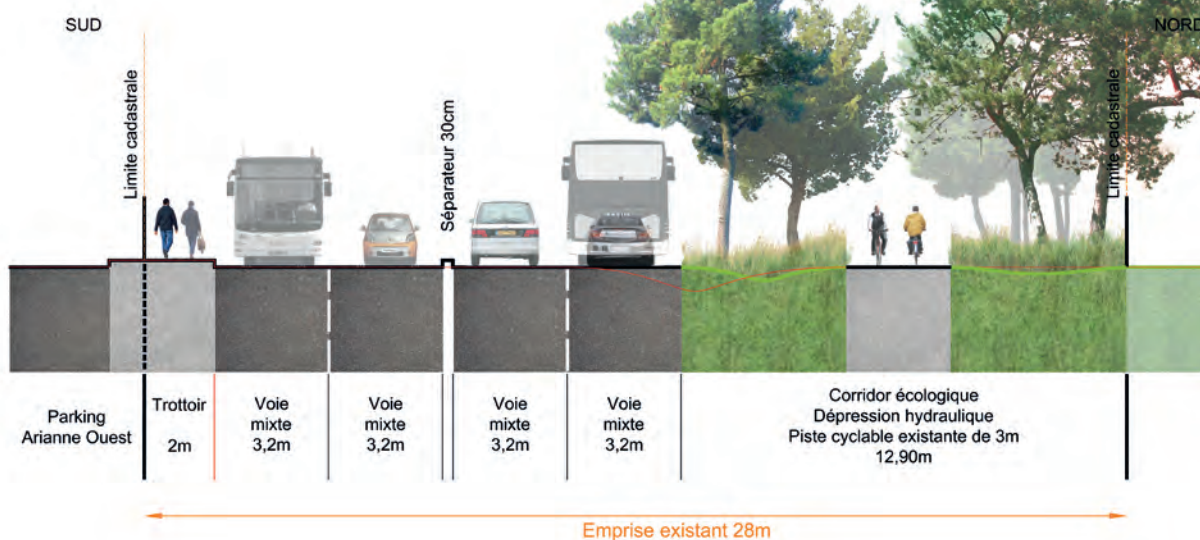 SUD
NORD
Limite cadastrale
Séparateur 30cm
Limite cadastrale
Parking
Arianne Ouest
Trottoir
2m
Voie
mixte
3,2m
Voie
mixte
3,2m
Voie
mixte
3,2m
Voie
mixte
3,2m
Corridor écologique
Dépression hydraulique
Piste cyclable existante de 3m
12,90m
Emprise existant 28m